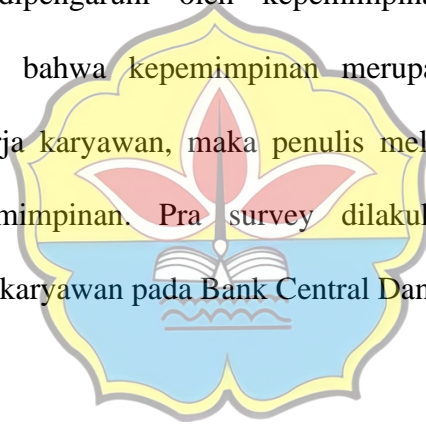 dipengaruhi oleh kepemimpina
bahwa kepemimpinan merupa
ja karyawan, maka penulis mel
mimpinan. Pra survey dilakul
karyawan pada Bank Central Dan